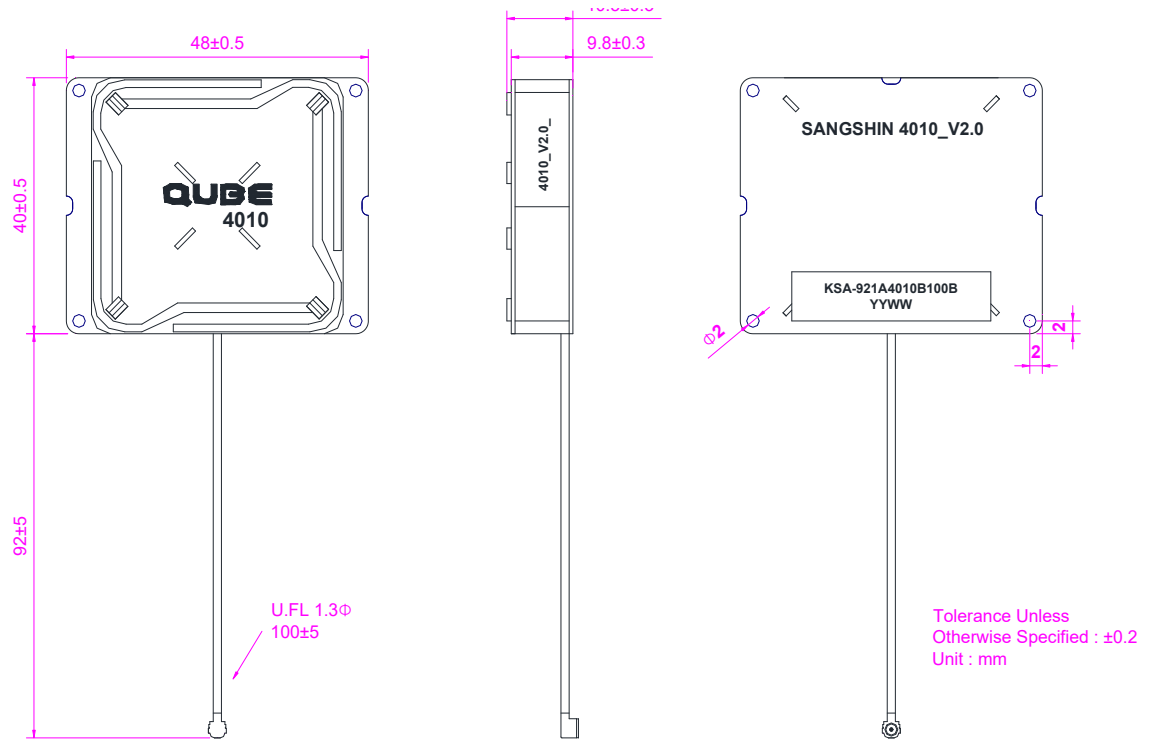 48±0.5
9.8±0.3
40±0.5
QUBE
4010
4010_V2.0_
SANGSHIN 4010_V2.0
KSA-921A4010B100B
YYWW
Φ2
2
2
92±5
U.FL 1.3Φ
100±5
Tolerance Unless
Otherwise Specified : ±0.2
Unit : mm